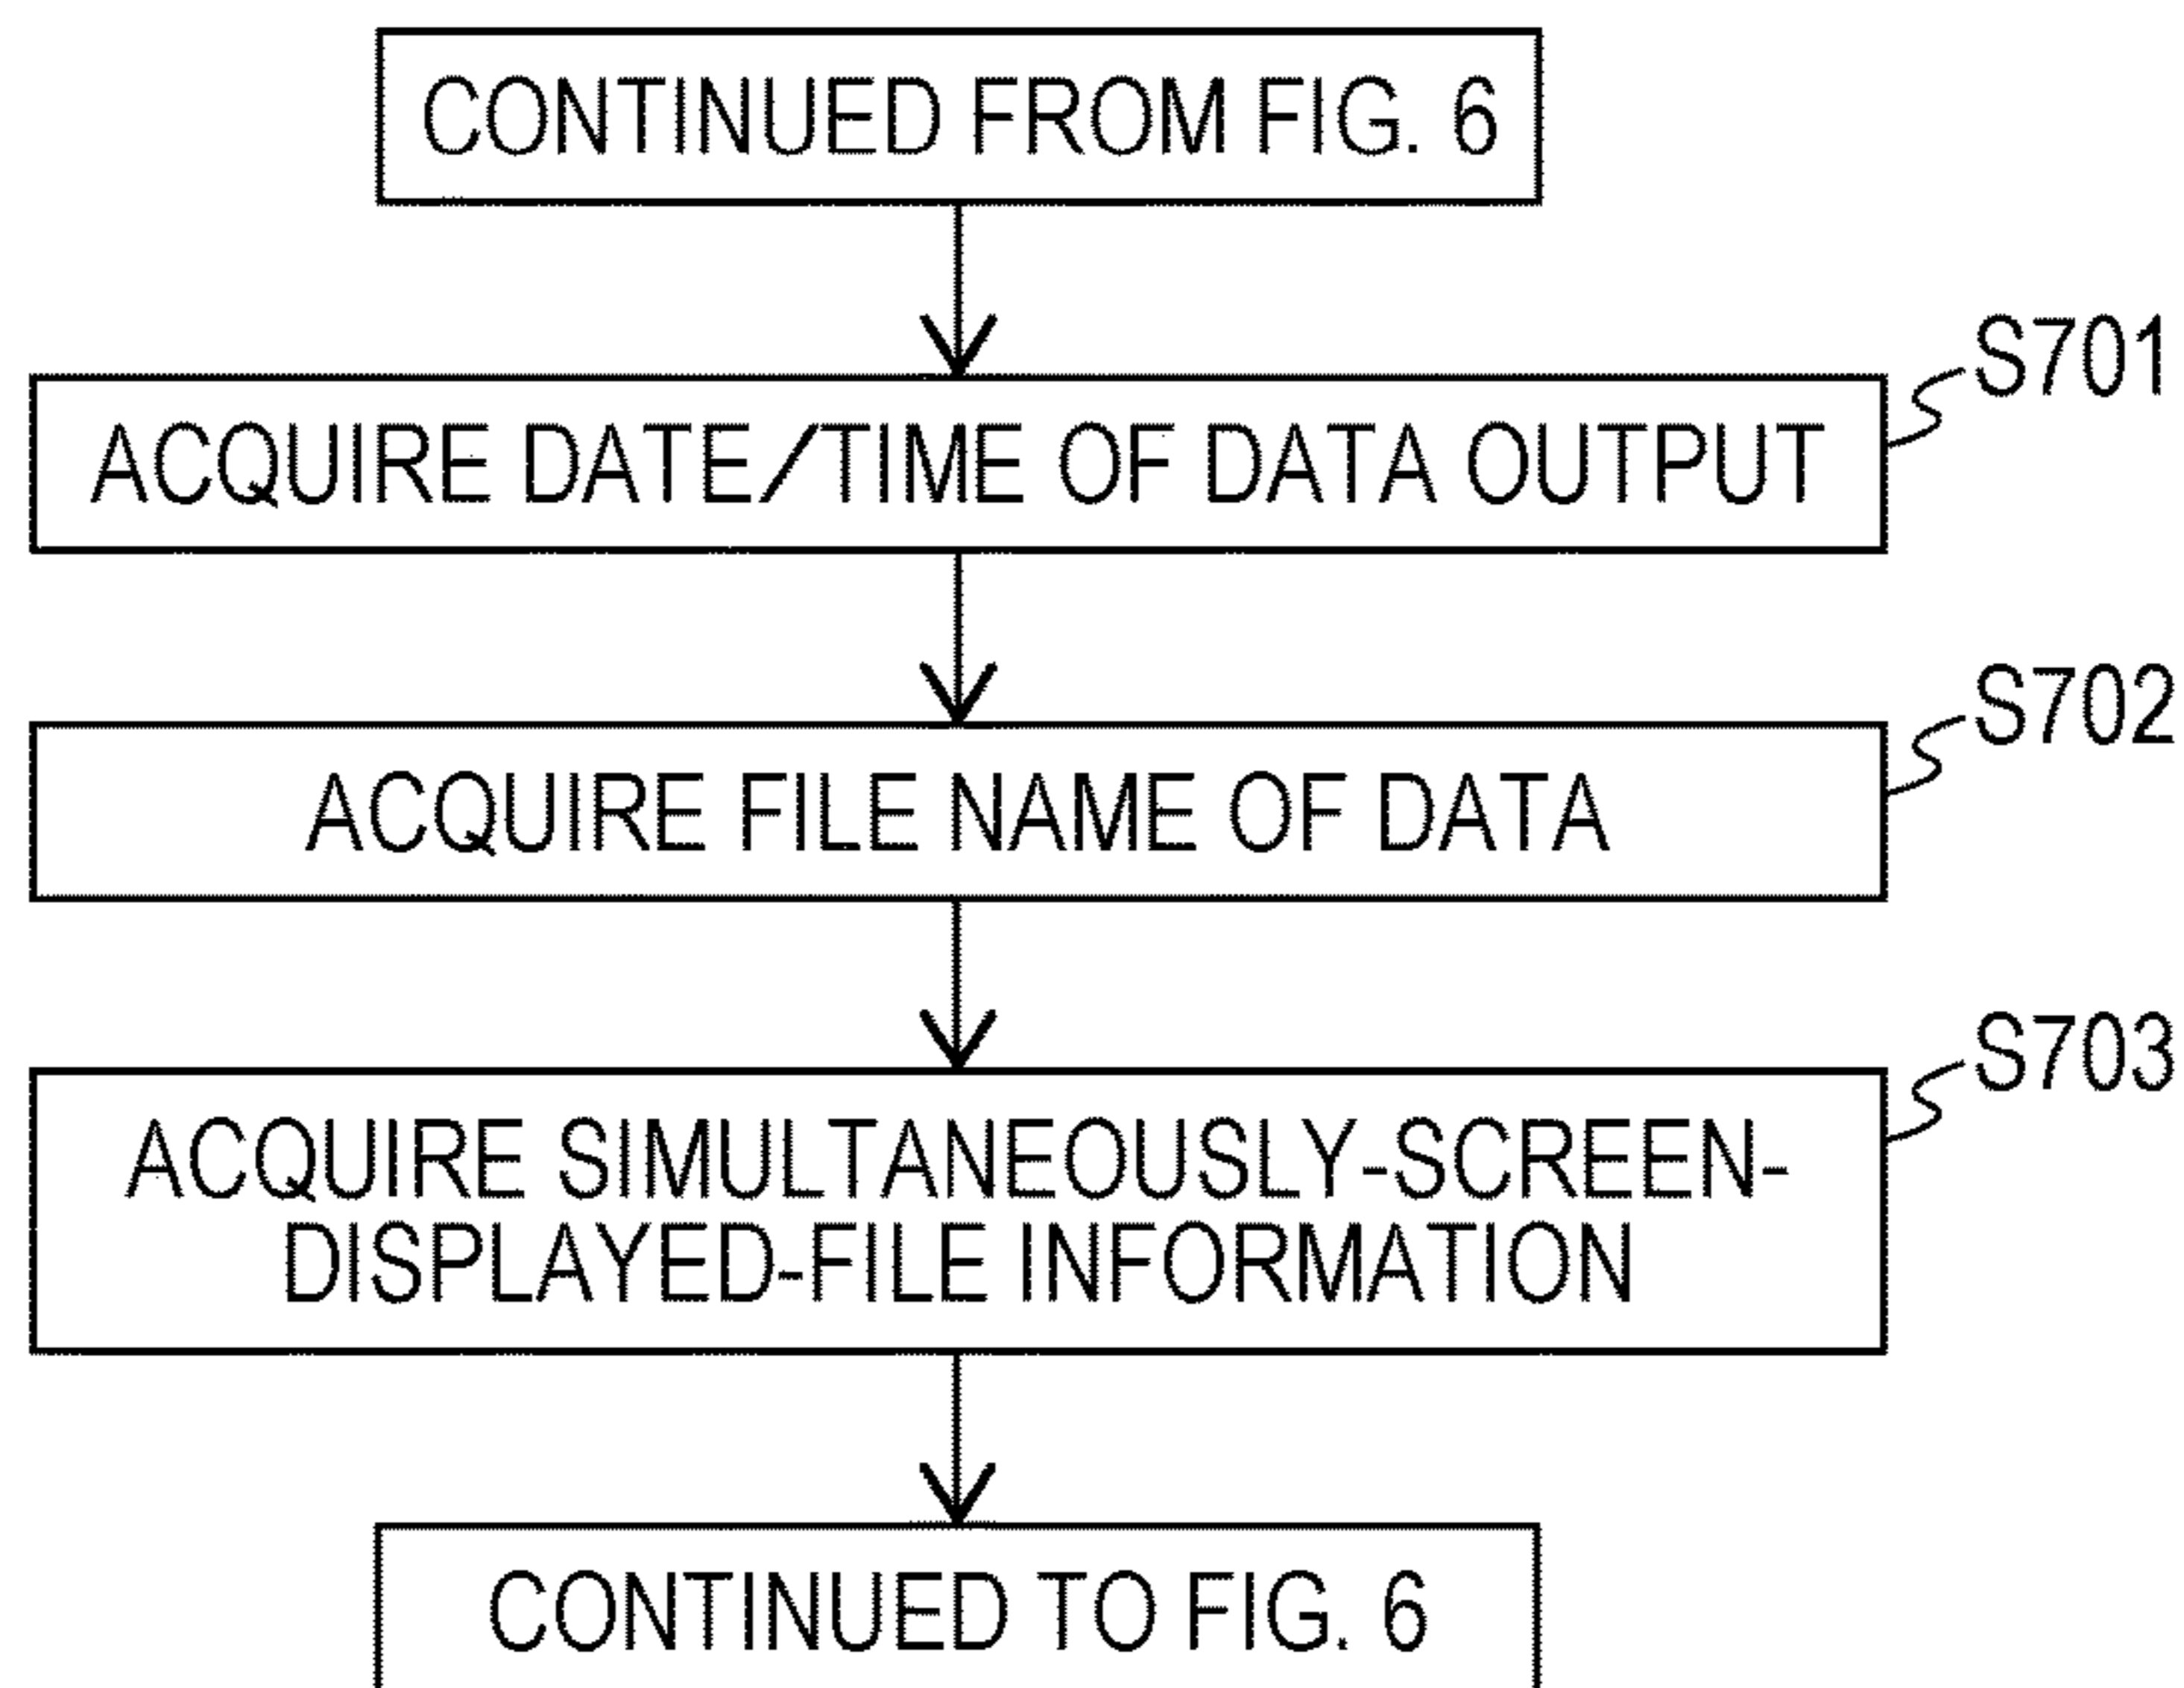 CONTINUED FROM FIG. 6
S701
ACQUIRE DATE/TIME OF DATA OUTPUT
S702
ACQUIRE FILE NAME OF DATA
S703
ACQUIRE SIMULTANEOUSLY-SCREEN-
DISPLAYED-FILE INFORMATION
CONTINUED TO FIG. 6